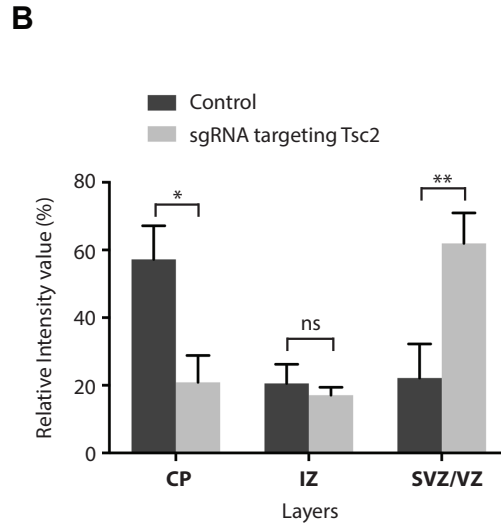 B
Control
sgRNA targeting Tsc2
Relative Intensity value (%)
80
60
40
20
0
*
ns
**
CP
IZ
SVZ/VZ
Layers